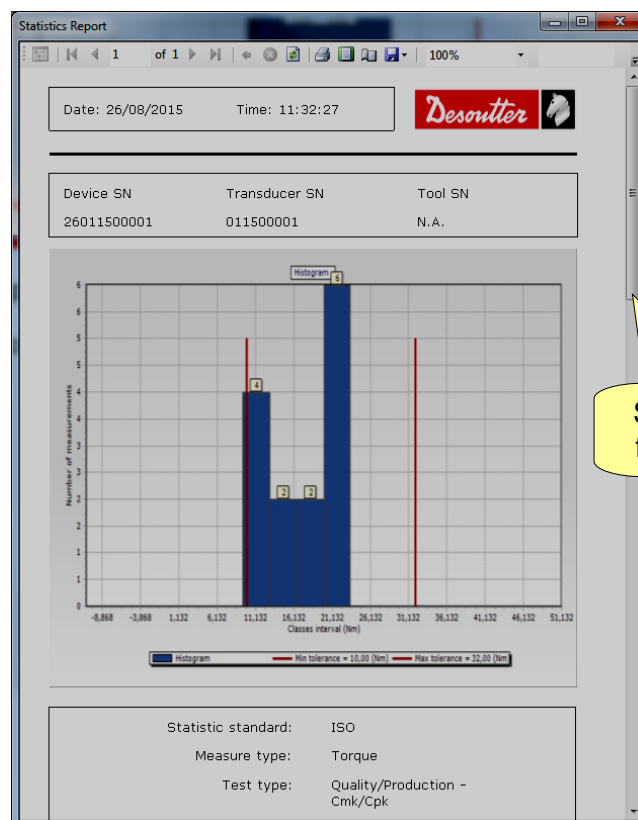 Statistics Report
1 of 1 100%
Date: 26/08/2015 Time: 11:32:27
Desoutter
Device SN Transducer SN Tool SN
26011500001 011500001 N.A.
Histogram
6
6
6
5
5
4
4
4
3
3
2
2
2
2
1
1
0
Number of measurements
-8,868 -3,868 1,132 6,132 11,132 16,132 21,132 26,132 31,132 36,132 41,132 46,132 51,132
Classes interval (Nm)
Histogram Min tolerance = 10,00 (Nm) Max tolerance = 32,00 (Nm)
Statistic standard: ISO
Measure type: Torque
Test type: Quality/Production -
Cmk/Cpk